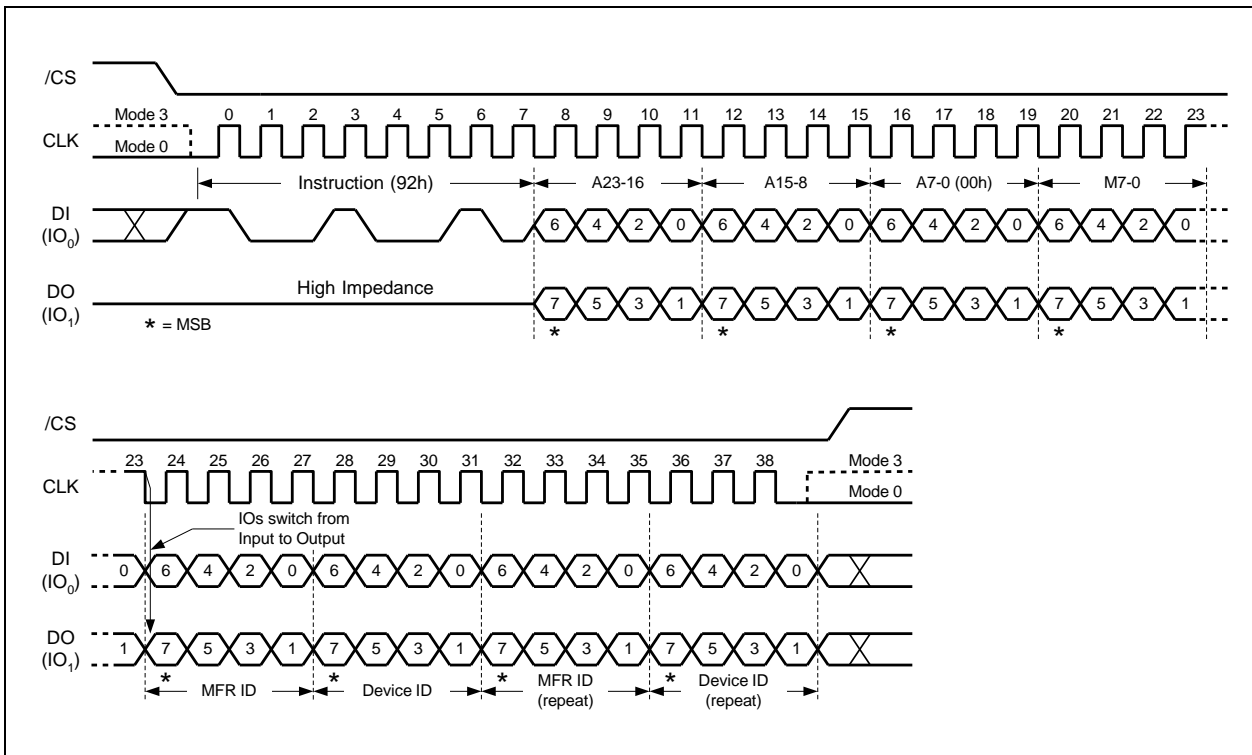 /CS
Mode 3 0 1 2 3 4 5 6 7 8 9 10 11 12 13 14 15 16 17 18 19 20 21 22 23
CLK
Mode 0
Instruction (92h) A23-16 A15-8 A7-0 (00h) M7-0
DI
(IO0)
6 4 2 0 6 4 2 0 6 4 2 0 6 4 2 0
High Impedance
DO
(IO1)
7 5 3 1 7 5 3 1 7 5 3 1 7 5 3 1
* = MSB * * * *
/CS
23 24 25 26 27 28 29 30 31 32 33 34 35 36 37 38 Mode 3
CLK
Mode 0
IOs switch from
Input to Output
DI
(IO0)
0 6 4 2 0 6 4 2 0 6 4 2 0 6 4 2 0
DO
(IO1)
1 7 5 3 1 7 5 3 1 7 5 3 1 7 5 3 1
* * * *
MFR ID Device ID MFR ID
(repeat)
Device ID
(repeat)